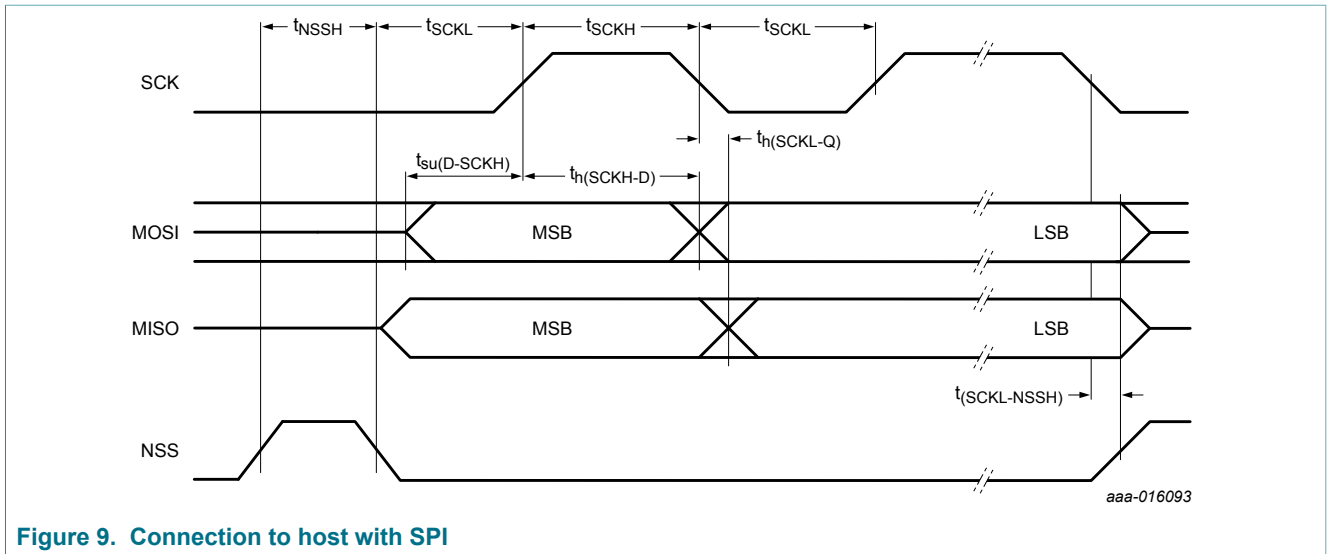 tNSSH tSCKL tSCKH tSCKL
SCK
th(SCKL-Q)
tsu(D-SCKH) th(SCKH-D)
MOSI MSB LSB
MISO MSB LSB
t(SCKL-NSSH)
NSS
aaa-016093
Figure 9. Connection to host with SPI